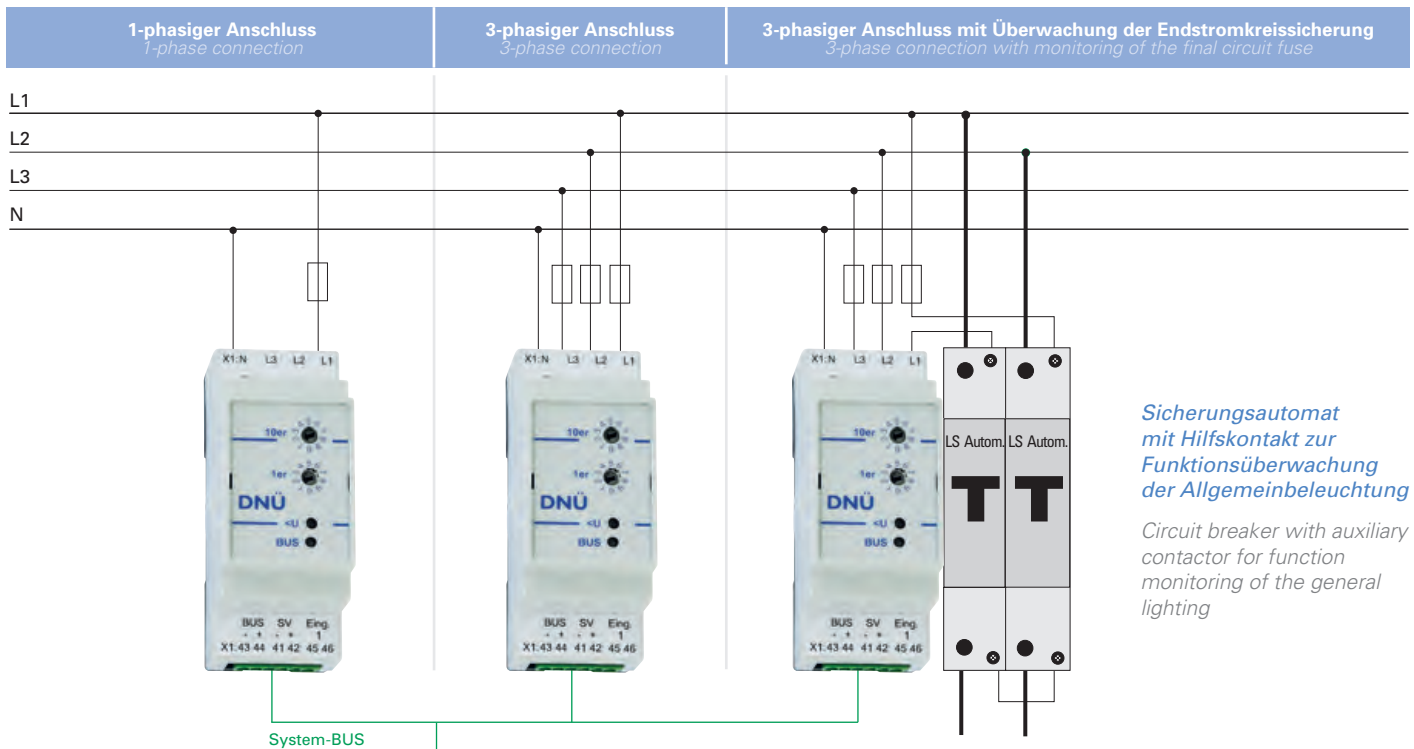 1-phasiger Anschluss
1-phase connection
3-phasiger Anschluss
3-phase connection
3-phasiger Anschluss mit Überwachung der Endstromkreissicherung
3-phase connection with monitoring of the final circuit fuse
L1
L2
L3
N
X1:N L3 L2 L1
10er
1er
DNÜ
<U
BUS
BUS SV Eing.
- + - + 1
X1:43 44 41 42 45 46
X1:N L3 L2 L1
10er
1er
DNÜ
<U
BUS
BUS SV Eing.
- + - + 1
X1:43 44 41 42 45 46
X1:N L3 L2 L1
10er
1er
DNÜ
<U
BUS
BUS SV Eing.
- + - + 1
X1:43 44 41 42 45 46
LS Autom.
LS Autom.
Sicherungsautomat
mit Hilfskontakt zur
Funktionsüberwachung
der Allgemeinbeleuchtung
Circuit breaker with auxiliary
contactor for function
monitoring of the general
lighting
System-BUS